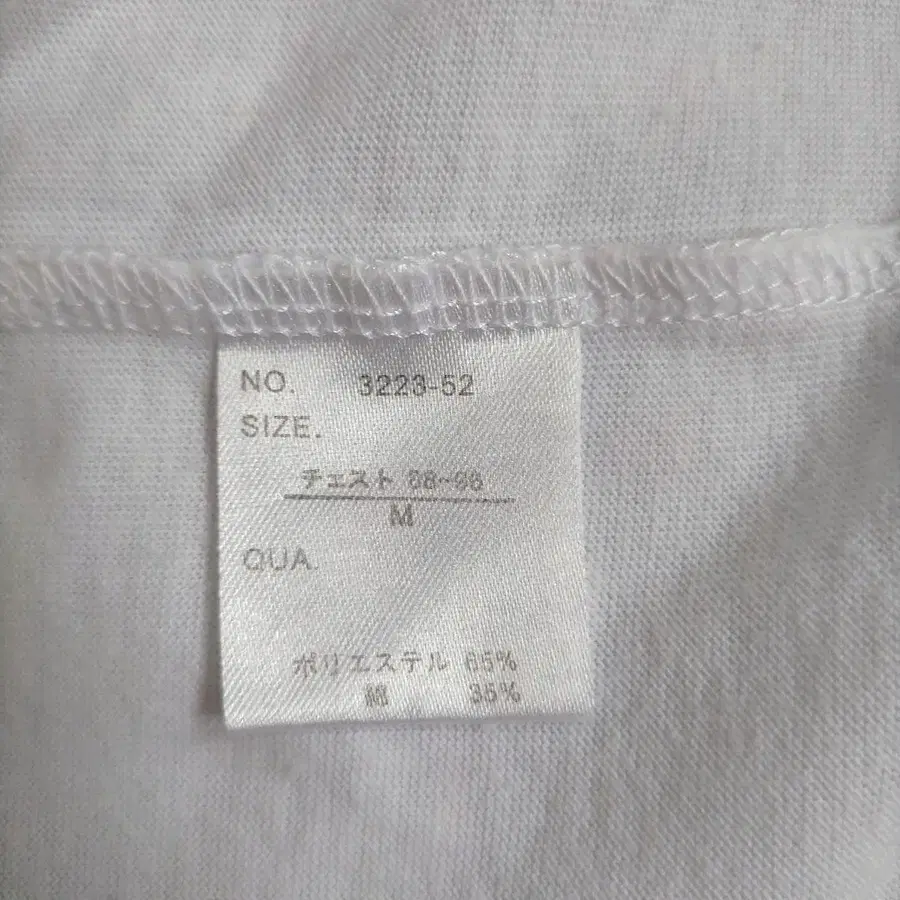 NO. 3223-52
SIZE.
チェスト 88~96
M
QUA.
ポリエステル 65%
綿 35%